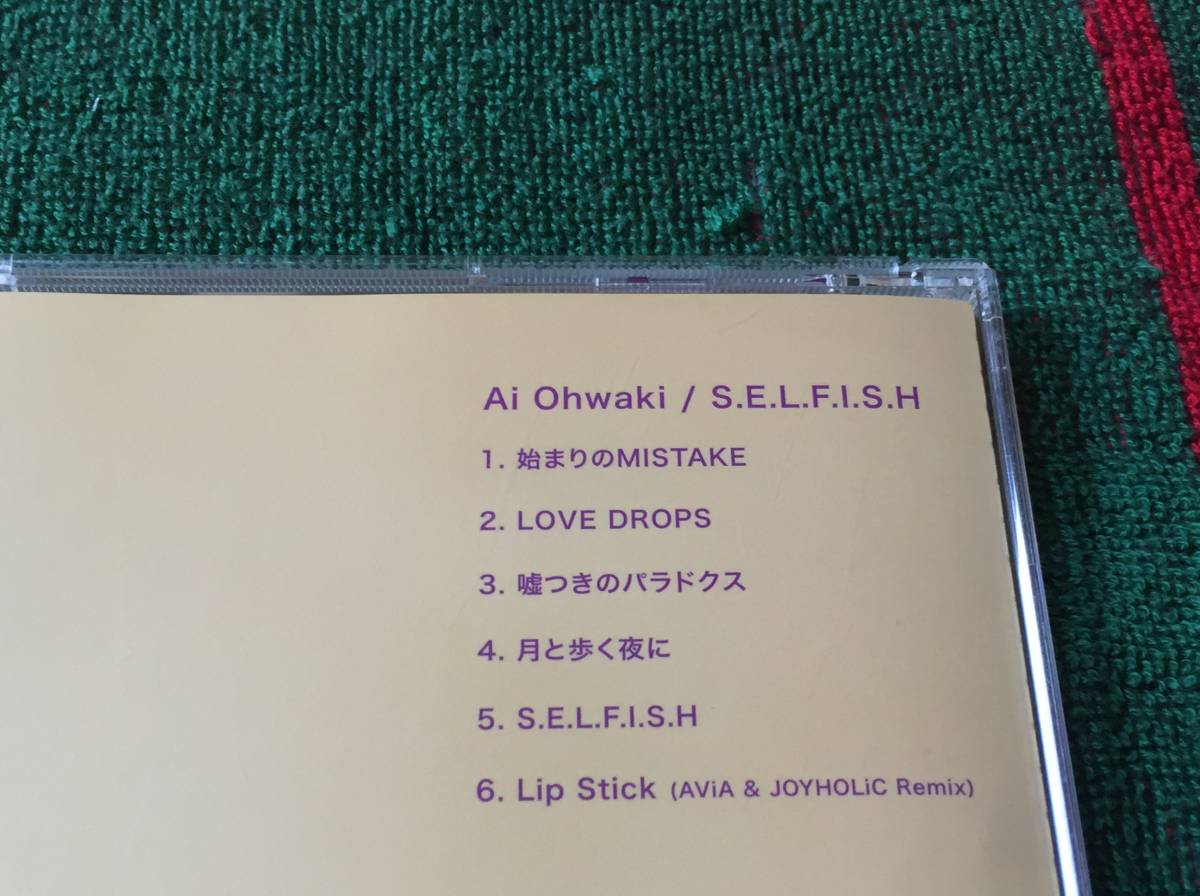 Ai Ohwaki / S.E.L.F.I.S.H
1. 始まりのMISTAKE
2. LOVE DROPS
3. 嘘つきのパラドクス
4. 月と歩く夜に
5. S.E.L.F.I.S.H
6. Lip Stick (AViA & JOYHOLiC Remix)